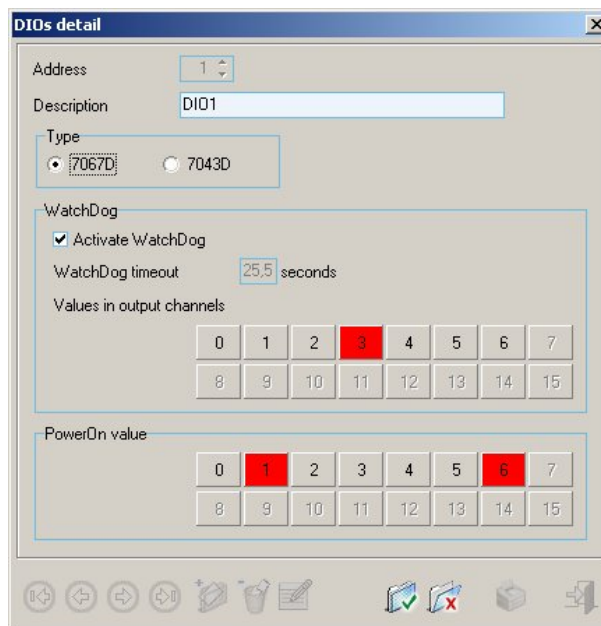 DIOs detail
Address 1
Description DIO1
Type
7067D 7043D
WatchDog
Activate WatchDog
WatchDog timeout 25,5 seconds
Values in output channels
0 1 2 3 4 5 6 7
8 9 10 11 12 13 14 15
PowerOn value
0 1 2 3 4 5 6 7
8 9 10 11 12 13 14 15